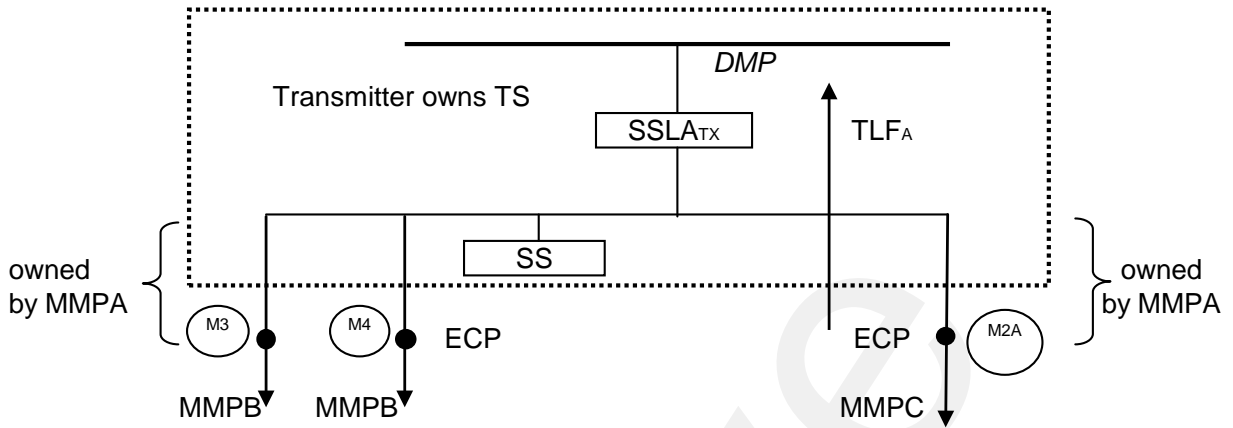 DMP
Transmitter owns TS
SSLATX
TLFA
SS
owned
by MMPA
owned
by MMPA
M3
M4
ECP
ECP
M2A
MMPB
MMPB
MMPC